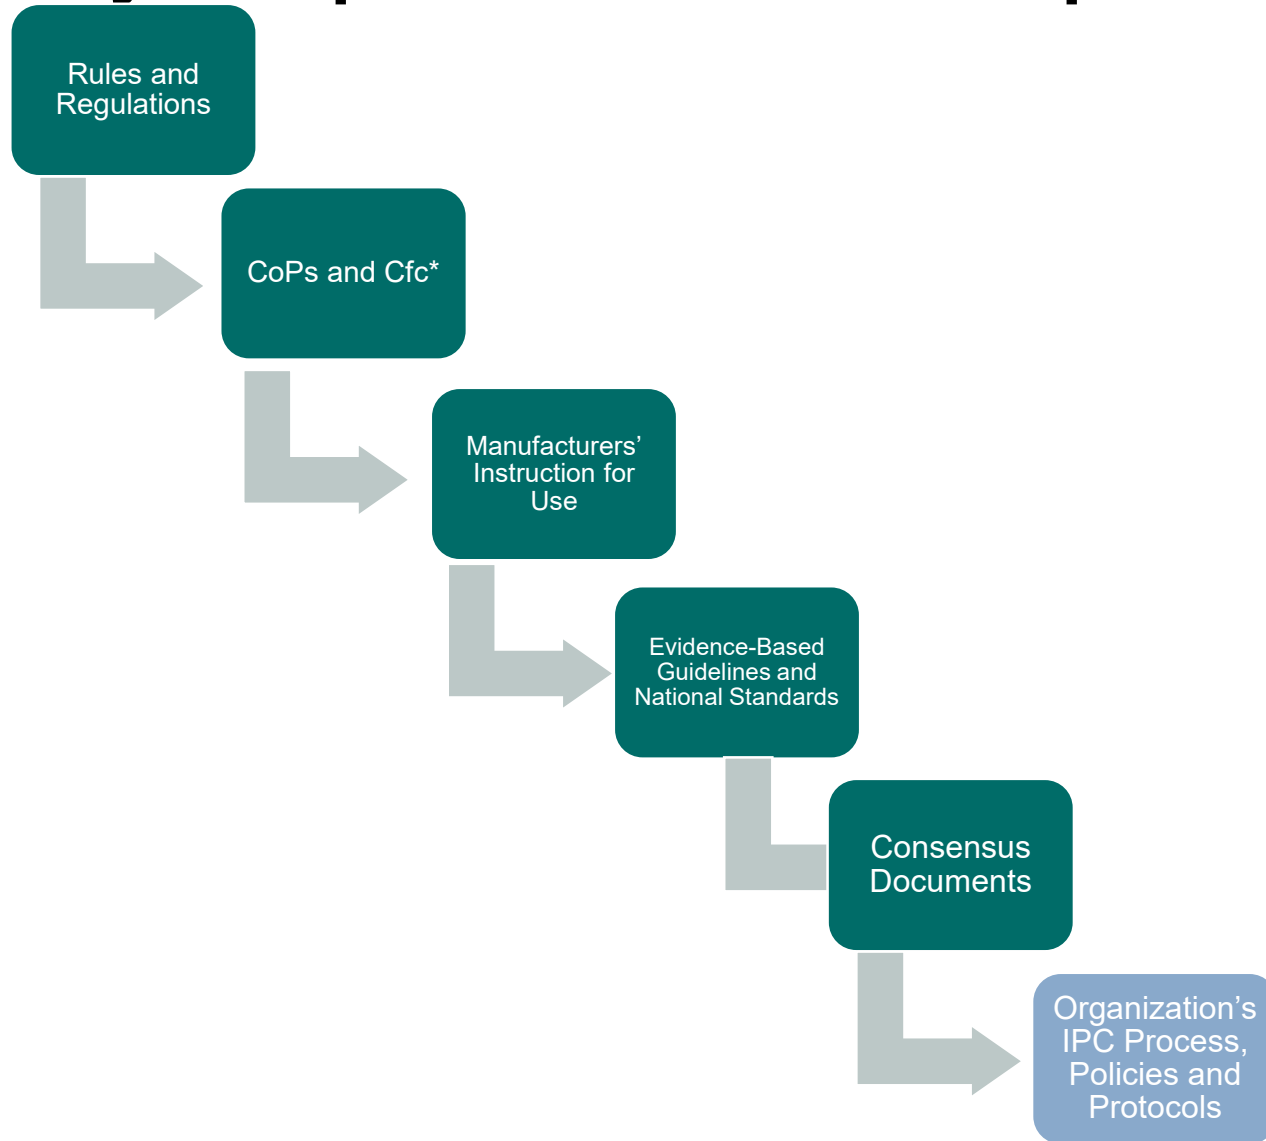 Rules and
Regulations
CoPs and Cfc*
Manufacturers’
Instruction for
Use
Evidence-Based
Guidelines and
National Standards
Consensus
Documents
Organization’s
IPC Process,
Policies and
Protocols